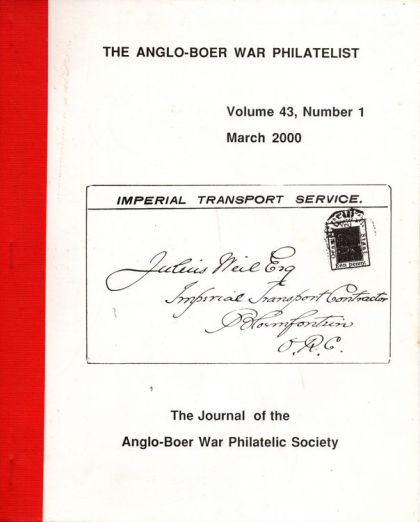 THE ANGLO-BOER WAR PHILATELIST
Volume 43, Number 1
March 2000
IMPERIAL TRANSPORT SERVICE.
Julius Weil Esq
Imperial Transport Contractor
Bloemfontein
O.R.C.
The Journal of the
Anglo-Boer War Philatelic Society